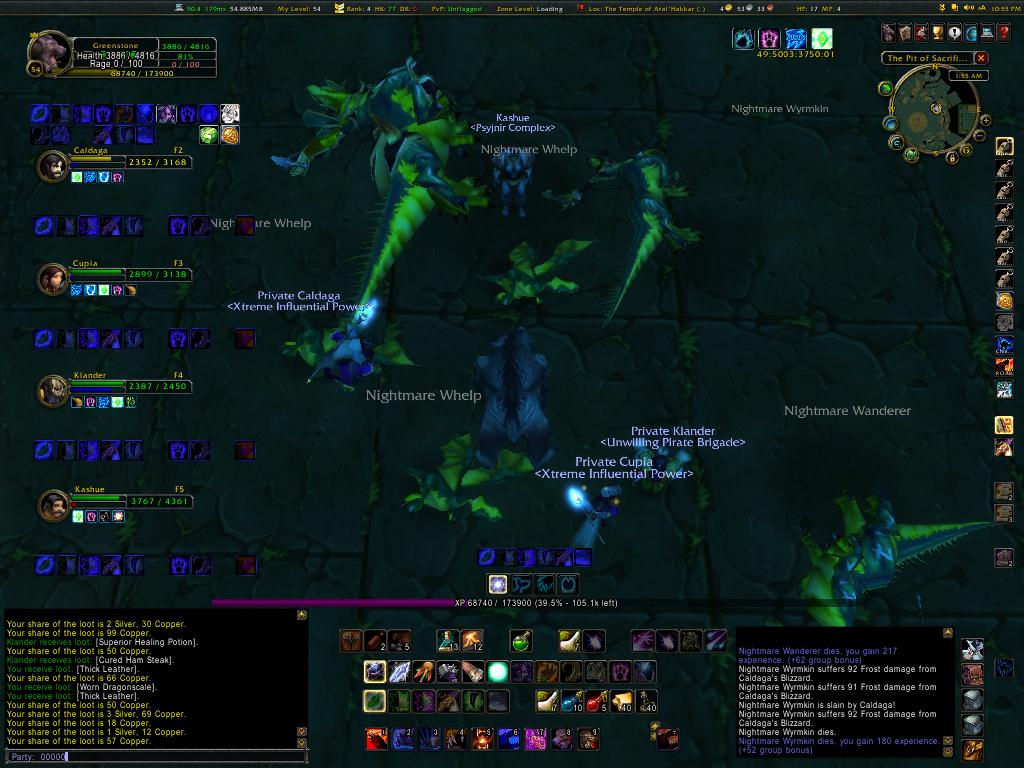 50.4 179ms 54.885MB My Level: 54 Rank: 4 HK: 77 DK: 0 PvP: Unflagged Zone Level: Loading Loc: The Temple of Atal'Hakkar (, ) 4 53 33 HP: 17 MP: 4 10:55 PM
Greenstone 3886 / 4816
Health 3886 / 4816 81%
Rage 0 / 100 0 / 100
54 68740 / 173900
49:50 03:37 50:01
The Pit of Sacrifi...
1:55 AM
Nightmare Wyrmkin
Kashue
<Psyjnir Complex>
Nightmare Whelp
Caldaga F2
2352 / 3168
Nightmare Whelp
Cupia F3
2899 / 3138
Private Caldaga
<Xtreme Influential Power>
Klander F4
2387 / 2450
Nightmare Whelp
Nightmare Wanderer
Private Klander
<Unwilling Pirate Brigade>
Private Cupia
<Xtreme Influential Power>
Kashue F5
3767 / 4361
XP 68740 / 173900 (39.5% - 105.1k left)
Your share of the loot is 2 Silver, 30 Copper.
Your share of the loot is 99 Copper.
Klander receives loot: [Superior Healing Potion].
Your share of the loot is 50 Copper.
Klander receives loot: [Cured Ham Steak].
You receive loot: [Thick Leather].
Your share of the loot is 66 Copper.
You receive loot: [Worn Dragonscale].
You receive loot: [Thick Leather].
Your share of the loot is 50 Copper.
Your share of the loot is 3 Silver, 69 Copper.
Your share of the loot is 18 Copper.
Your share of the loot is 1 Silver, 12 Copper.
Your share of the loot is 57 Copper.
Party: 00000
Nightmare Wanderer dies, you gain 217
experience. (+62 group bonus)
Nightmare Wyrmkin suffers 92 Frost damage from
Caldaga's Blizzard.
Nightmare Wyrmkin suffers 91 Frost damage from
Caldaga's Blizzard.
Nightmare Wyrmkin is slain by Caldaga!
Nightmare Wyrmkin suffers 92 Frost damage from
Caldaga's Blizzard.
Nightmare Wyrmkin dies.
Nightmare Wyrmkin dies, you gain 180 experience.
(+52 group bonus)